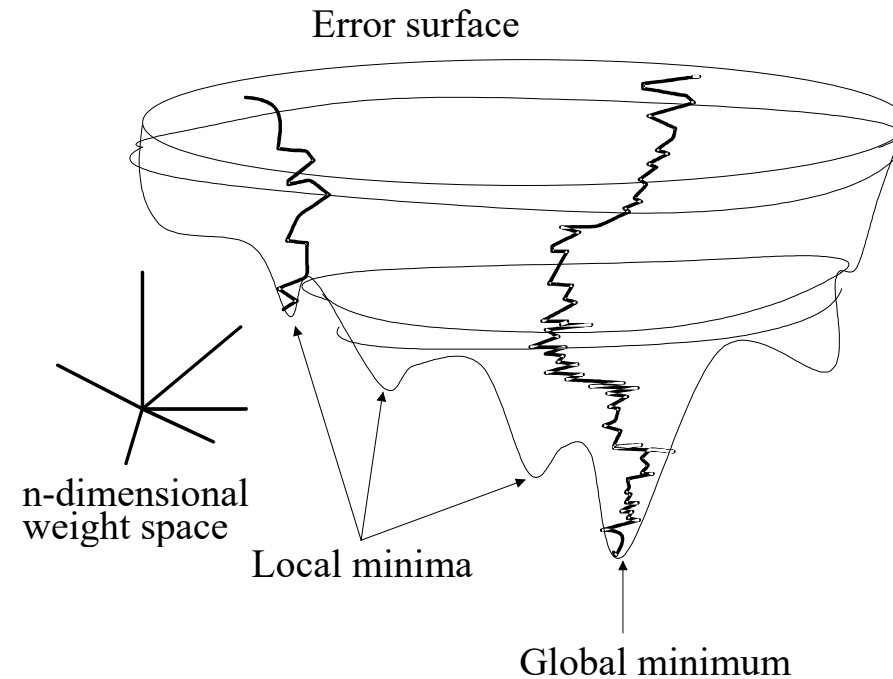 Error surface
n-dimensional
weight space
Local minima
Global minimum